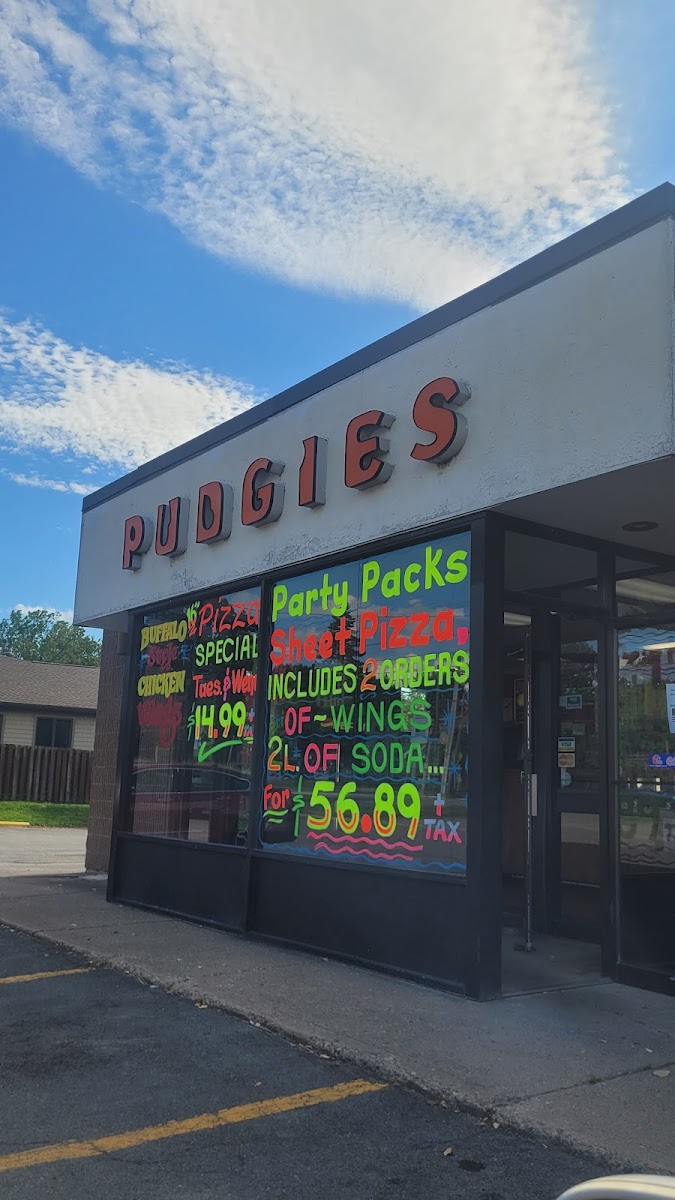 PUDGIES
BUFFALO
Style
CHICKEN
Wings
Pizza
SPECIAL
Tues. & Wed.
$14.99
Party Packs
Sheet Pizza,
INCLUDES 2 ORDERS
OF ~ WINGS
2L. OF SODA...
For $56.89 + TAX
VISA